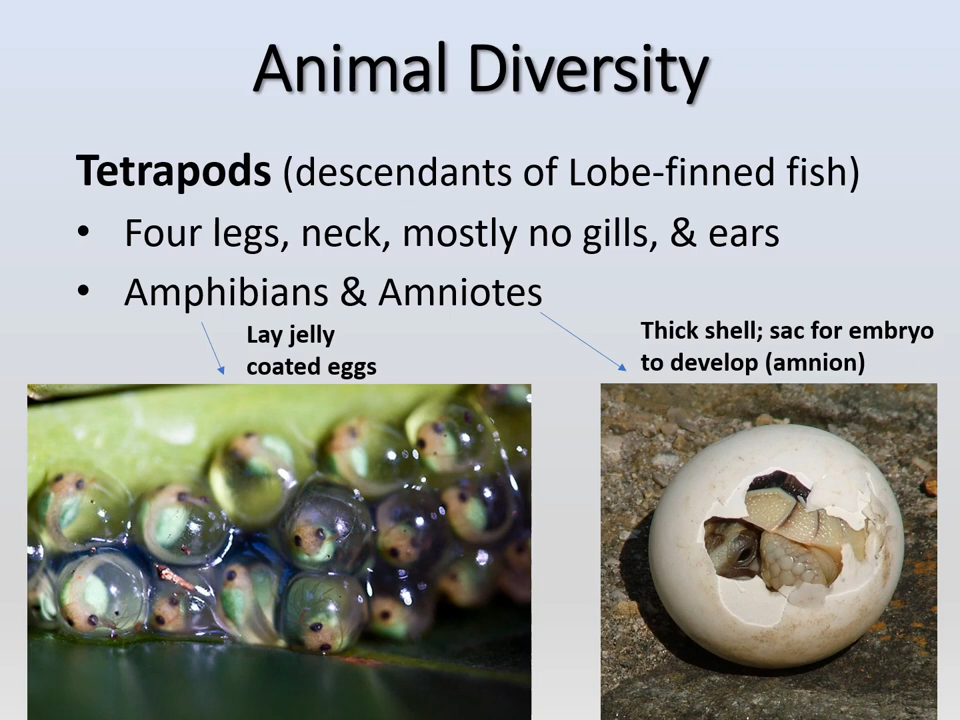 Animal Diversity
Tetrapods (descendants of Lobe-finned fish)
• Four legs, neck, mostly no gills, & ears
• Amphibians & Amniotes
Lay jelly
coated eggs
Thick shell; sac for embryo
to develop (amnion)